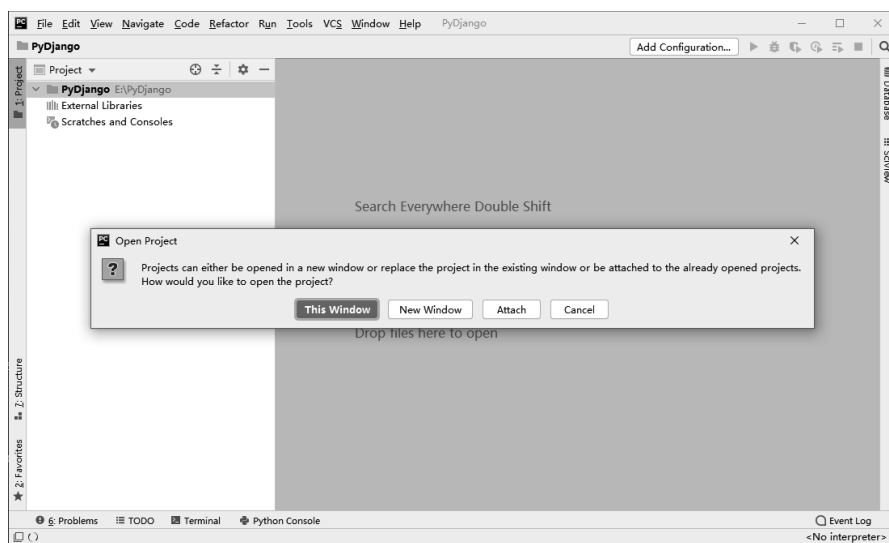 PC File Edit View Navigate Code Refactor Run Tools VCS Window Help PyDjango
PyDjango Add Configuration...
1: Project
Project
PyDjango E:\PyDjango
External Libraries
Scratches and Consoles
Database
SciView
Search Everywhere Double Shift
PC Open Project
? Projects can either be opened in a new window or replace the project in the existing window or be attached to the already opened projects.
How would you like to open the project?
This Window New Window Attach Cancel
Drop files here to open
7: Structure
2: Favorites
6: Problems TODO Terminal Python Console Event Log
<No interpreter>